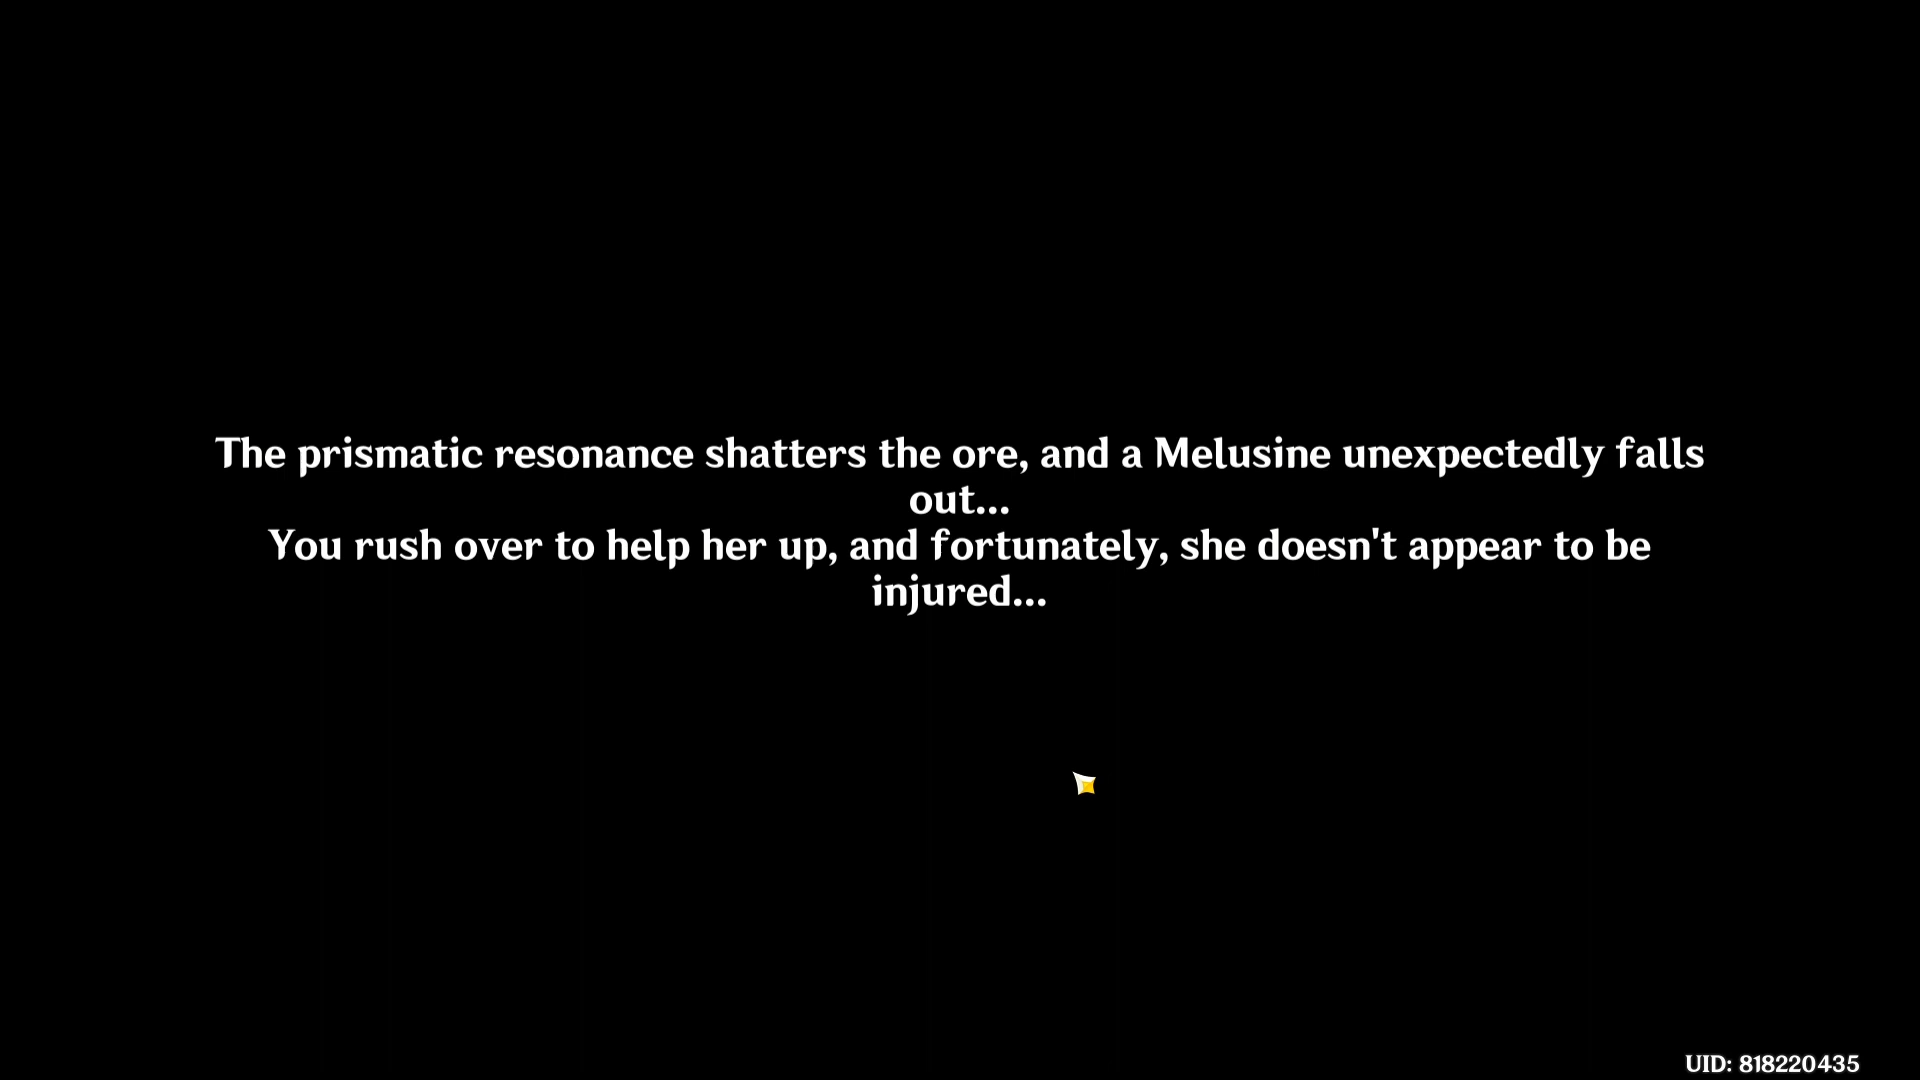 The prismatic resonance shatters the ore, and a Melusine unexpectedly falls
out...
You rush over to help her up, and fortunately, she doesn't appear to be
injured...
UID: 818220435